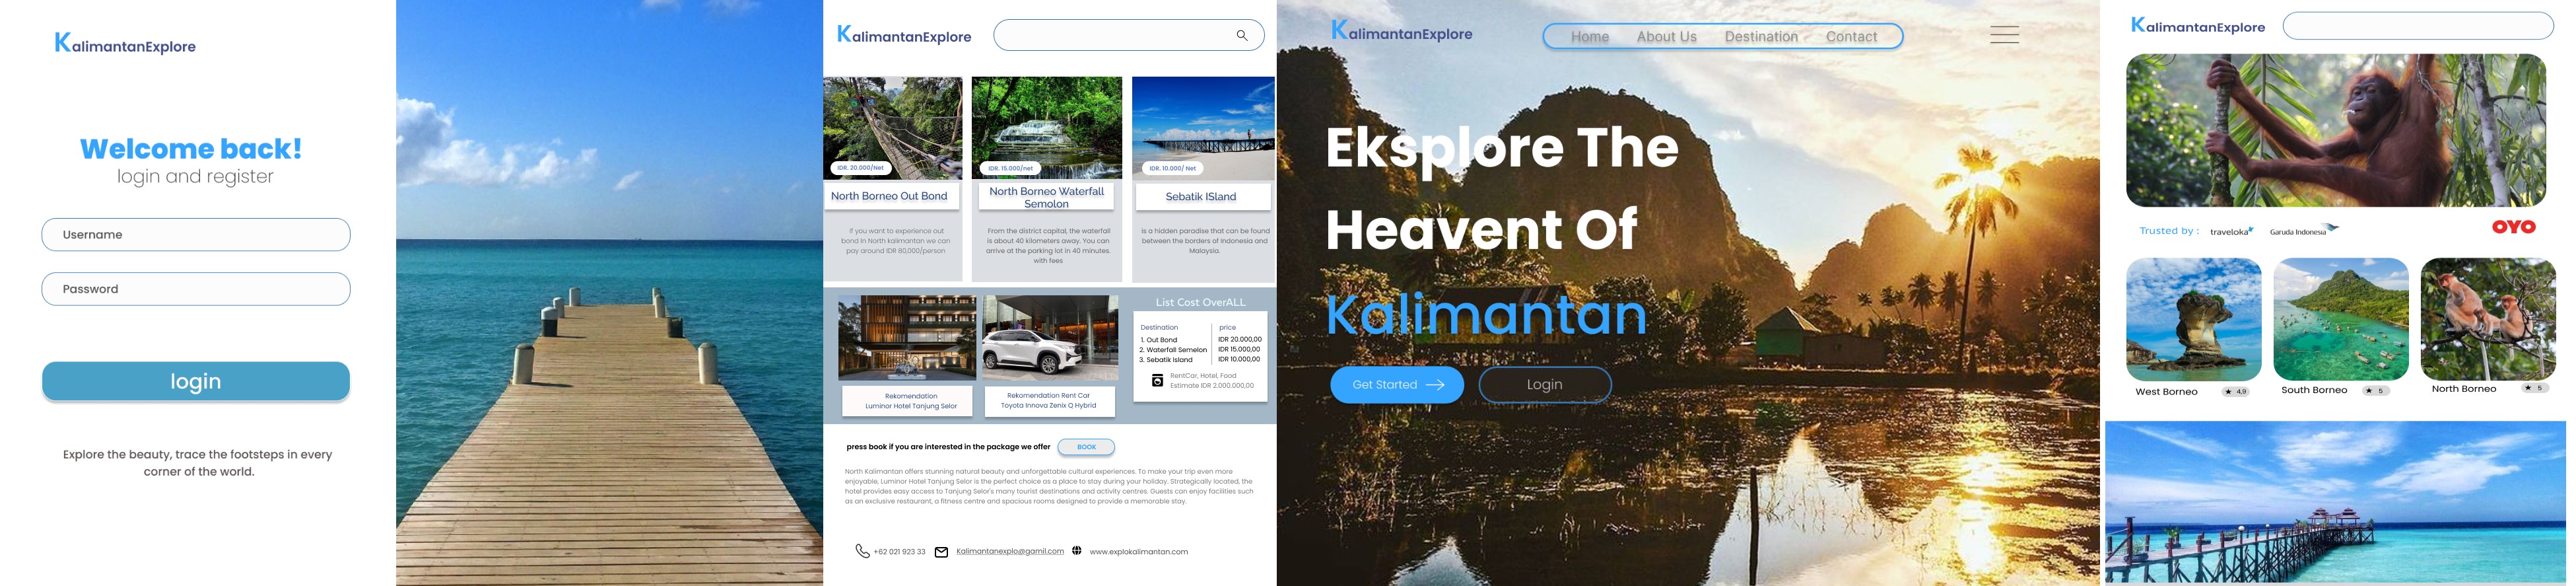 KalimantanExplore
Welcome back!
login and register
Username
Password
login
Explore the beauty, trace the footsteps in every
corner of the world.
KalimantanExplore
IDR. 20.000/Net
North Borneo Out Bond
If you want to experience out
bond In North kalimantan we can
pay around IDR 80,000/person
IDR. 15.000/net
North Borneo Waterfall
Semolon
From the district capital, the waterfall
is about 40 kilometers away. You can
arrive at the parking lot in 40 minutes.
with fees
IDR. 10.000/ Net
Sebatik ISland
is a hidden paradise that can be found
between the borders of Indonesia and
Malaysia.
Rekomendation
Luminor Hotel Tanjung Selor
Rekomendation Rent Car
Toyota Innova Zenix Q Hybrid
List Cost OverALL
Destination price
1. Out Bond IDR 20.000,00
2. Waterfall Semelon IDR 15.000,00
3. Sebatik Island IDR 10.000,00
RentCar, Hotel, Food
Estimate IDR 2.000.000,00
press book if you are interested in the package we offer BOOK
North Kalimantan offers stunning natural beauty and unforgettable cultural experiences. To make your trip even more
enjoyable, Luminor Hotel Tanjung Selor is the perfect choice as a place to stay during your holiday. Strategically located, the
hotel provides easy access to Tanjung Selor's many tourist destinations and activity centres. Guests can enjoy facilities such
as an exclusive restaurant, a fitness centre and spacious rooms designed to provide a memorable stay.
+62 021 923 33 Kalimantanexplo@gamil.com www.explokalimantan.com
KalimantanExplore
Home About Us Destination Contact
Eksplore The
Heavent Of
Kalimantan
Get Started Login
KalimantanExplore
Trusted by : traveloka Garuda Indonesia OYO
West Borneo ★ 4,9
South Borneo ★ 5
North Borneo ★ 5